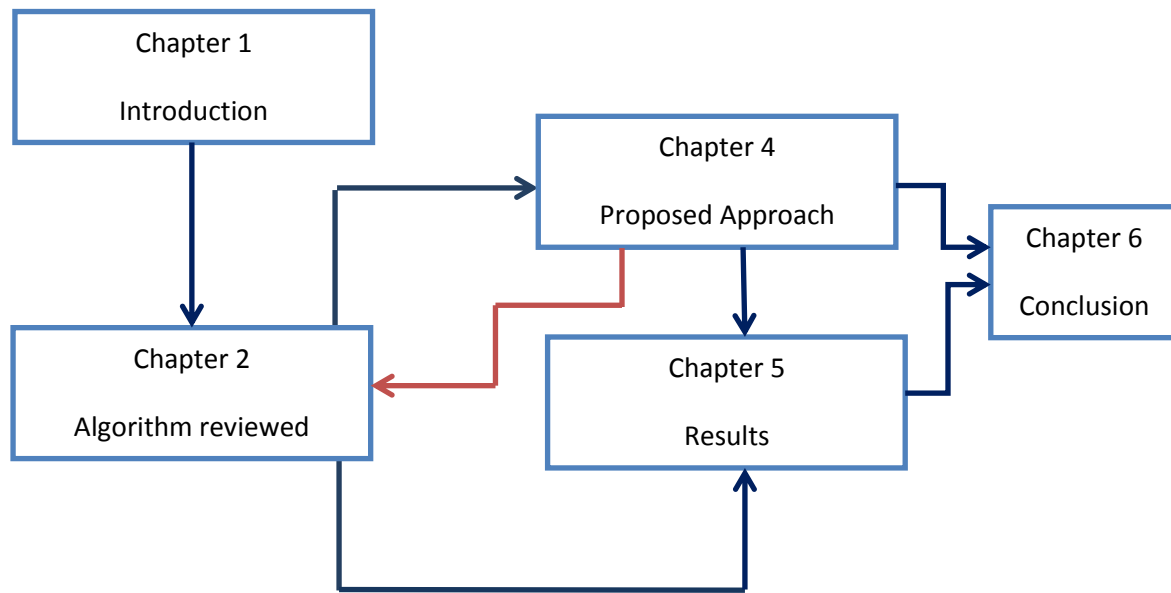 Chapter 1
Introduction
Chapter 2
Algorithm reviewed
Chapter 4
Proposed Approach
Chapter 5
Results
Chapter 6
Conclusion